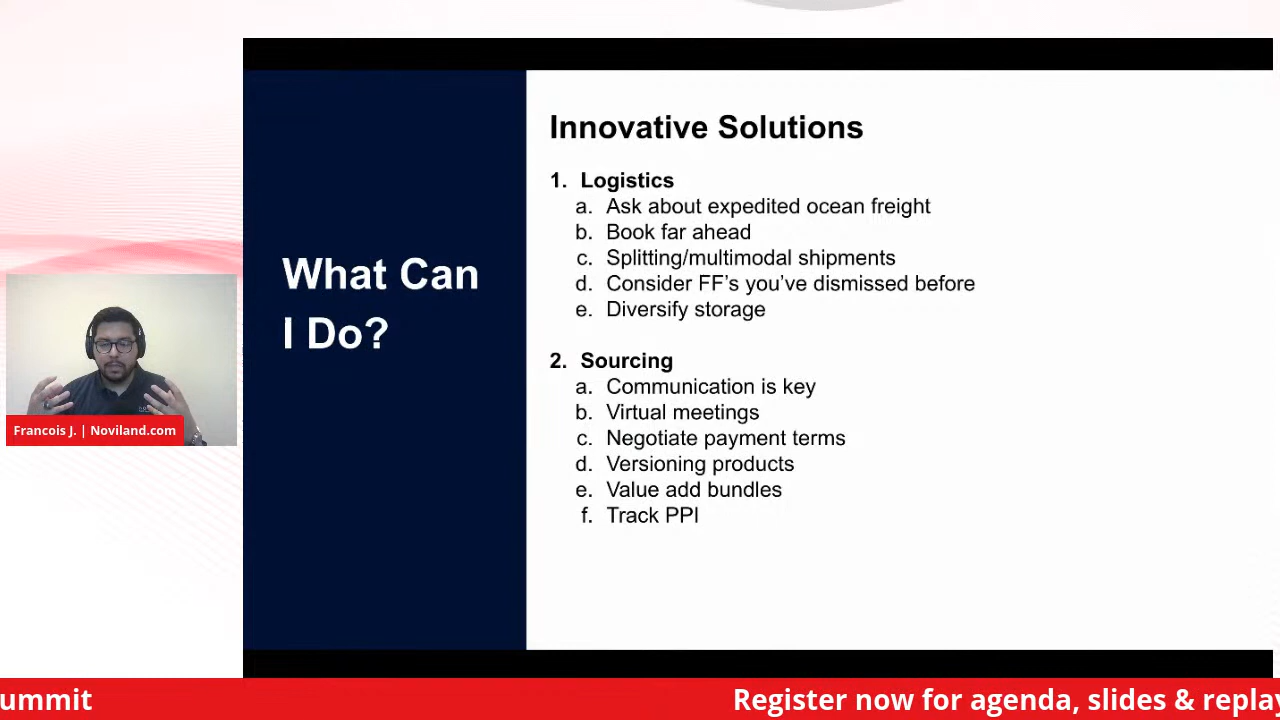 What Can
I Do?
Innovative Solutions
1. Logistics
a. Ask about expedited ocean freight
b. Book far ahead
c. Splitting/multimodal shipments
d. Consider FF's you've dismissed before
e. Diversify storage
2. Sourcing
a. Communication is key
b. Virtual meetings
c. Negotiate payment terms
d. Versioning products
e. Value add bundles
f. Track PPI
Francois J. | Noviland.com
ummit Register now for agenda, slides & replay